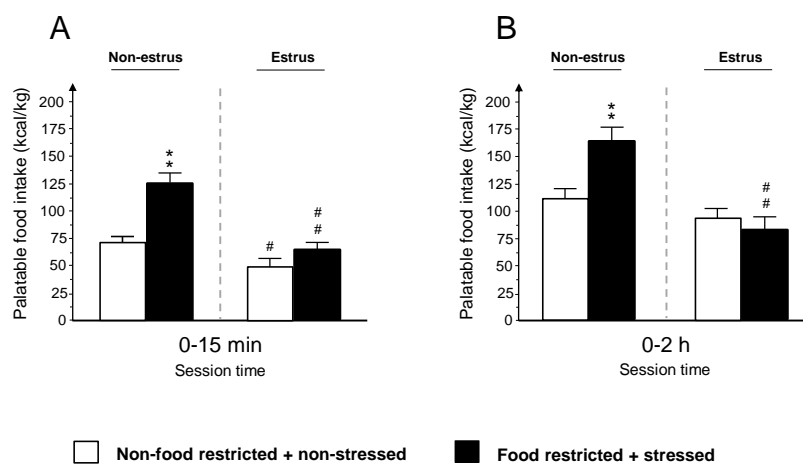 A
Non-estrus
Estrus
Palatable food intake (kcal/kg)
200
175
150
125
100
75
50
25
0
**
#
##
0-15 min
Session time
B
Non-estrus
Estrus
Palatable food intake (kcal/kg)
200
175
150
125
100
75
50
25
0
**
##
0-2 h
Session time
Non-food restricted + non-stressed
Food restricted + stressed